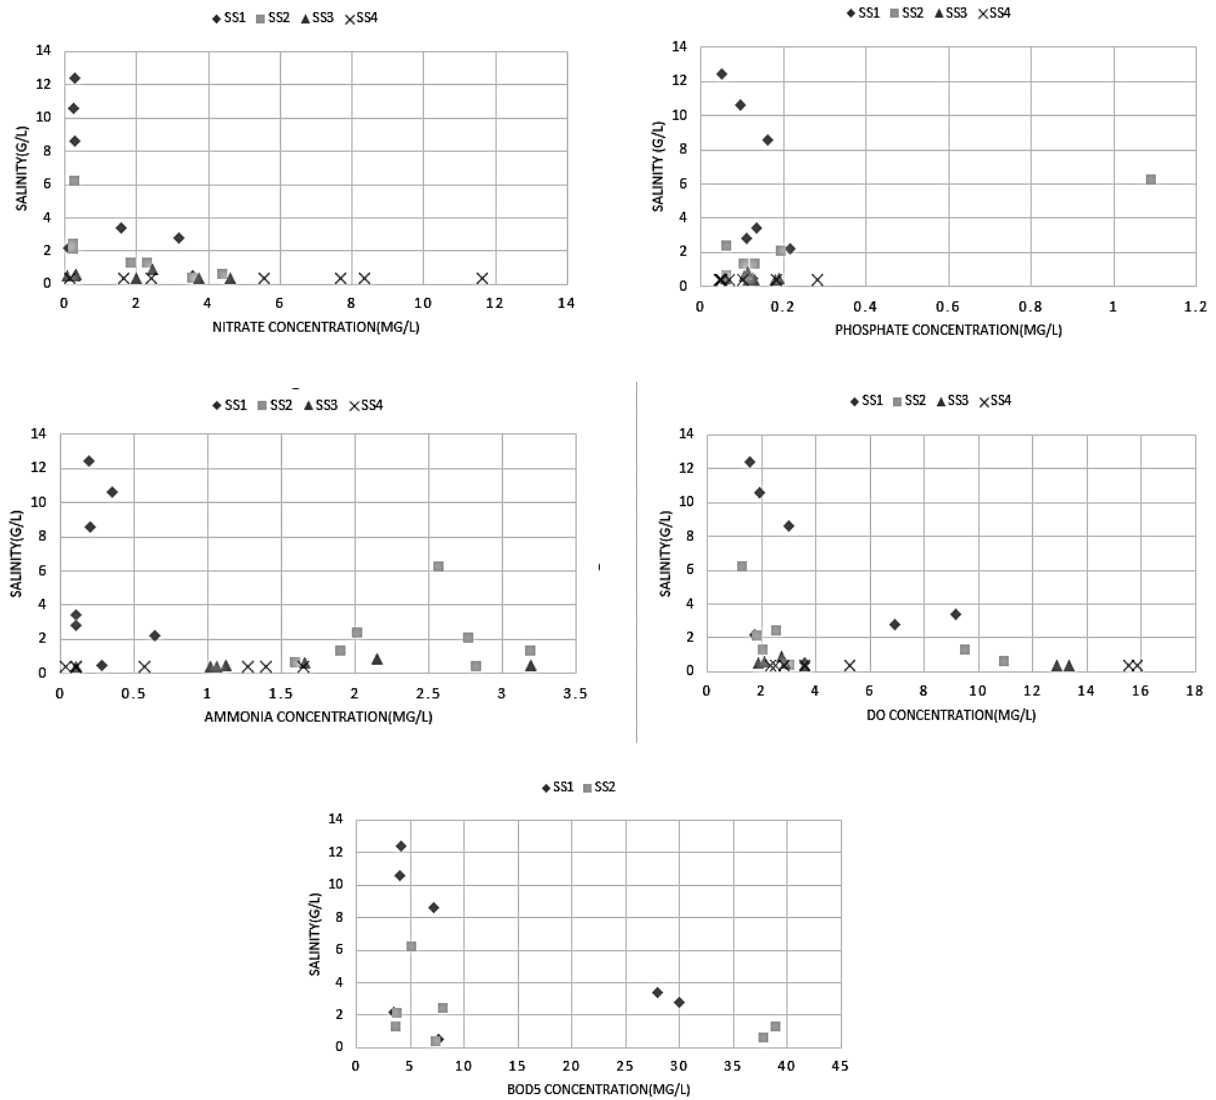 SS1 SS2 SS3 SS4
14
12
10
8
6
4
2
0
SALINITY(G/L)
0 2 4 6 8 10 12 14
NITRATE CONCENTRATION(MG/L)
SS1 SS2 SS3 SS4
14
12
10
8
6
4
2
0
SALINITY (G/L)
0 0.2 0.4 0.6 0.8 1 1.2
PHOSPHATE CONCENTRATION(MG/L)
SS1 SS2 SS3 SS4
14
12
10
8
6
4
2
0
SALINITY(G/L)
0 0.5 1 1.5 2 2.5 3 3.5
AMMONIA CONCENTRATION(MG/L)
SS1 SS2 SS3 SS4
14
12
10
8
6
4
2
0
SALINITY(G/L)
0 2 4 6 8 10 12 14 16 18
DO CONCENTRATION(MG/L)
SS1 SS2
14
12
10
8
6
4
2
0
SALINITY(G/L)
0 5 10 15 20 25 30 35 40 45
BOD5 CONCENTRATION(MG/L)